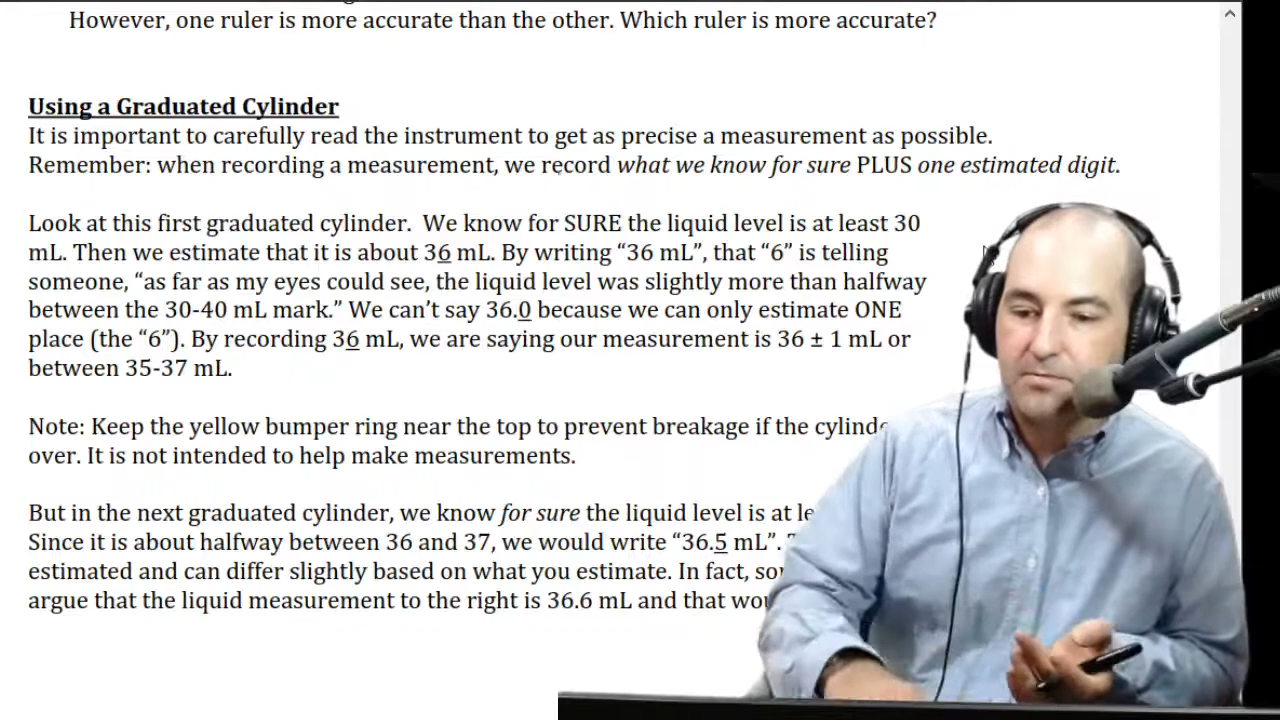 However, one ruler is more accurate than the other. Which ruler is more accurate?
Using a Graduated Cylinder
It is important to carefully read the instrument to get as precise a measurement as possible.
Remember: when recording a measurement, we record what we know for sure PLUS one estimated digit.
Look at this first graduated cylinder. We know for SURE the liquid level is at least 30
mL. Then we estimate that it is about 36 mL. By writing “36 mL”, that “6” is telling
someone, “as far as my eyes could see, the liquid level was slightly more than halfway
between the 30-40 mL mark.” We can’t say 36.0 because we can only estimate ONE
place (the “6”). By recording 36 mL, we are saying our measurement is 36 ± 1 mL or
between 35-37 mL.
Note: Keep the yellow bumper ring near the top to prevent breakage if the
over. It is not intended to help make measurements.
But in the next graduated cylinder, we know for sure the liquid level is at
Since it is about halfway between 36 and 37, we would write “36.5 mL”.
estimated and can differ slightly based on what you estimate. In fact,
argue that the liquid measurement to the right is 36.6 mL and that